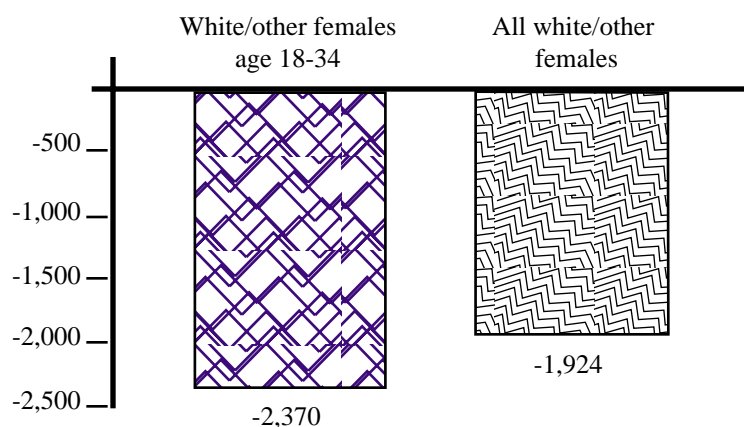 White/other females
age 18-34
All white/other
females
-500
-1,000
-1,500
-2,000
-2,500
-2,370
-1,924